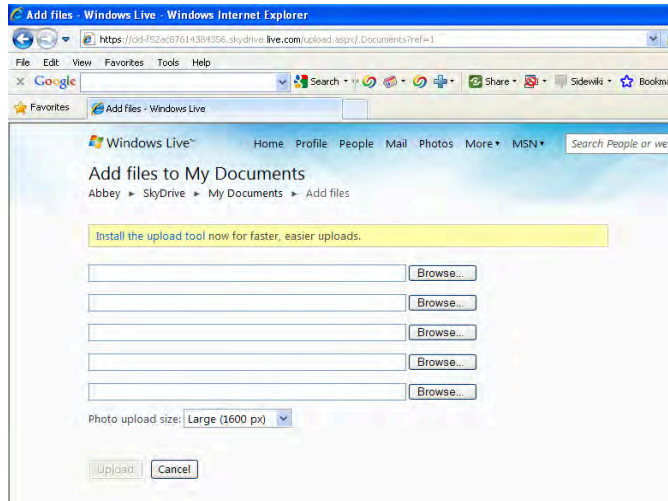 Add files - Windows Live - Windows Internet Explorer
https://cid-f52ac87614384356.skydrive.live.com/upload.aspx/.Documents?ref=1
File Edit View Favorites Tools Help
x Google Search Share Sidewiki
Favorites Add files - Windows Live
Windows Live™ Home Profile People Mail Photos More MSN Search People or we
Add files to My Documents
Abbey ► SkyDrive ► My Documents ► Add files
Install the upload tool now for faster, easier uploads.
Browse...
Browse...
Browse...
Browse...
Browse...
Photo upload size: Large (1600 px)
Upload Cancel